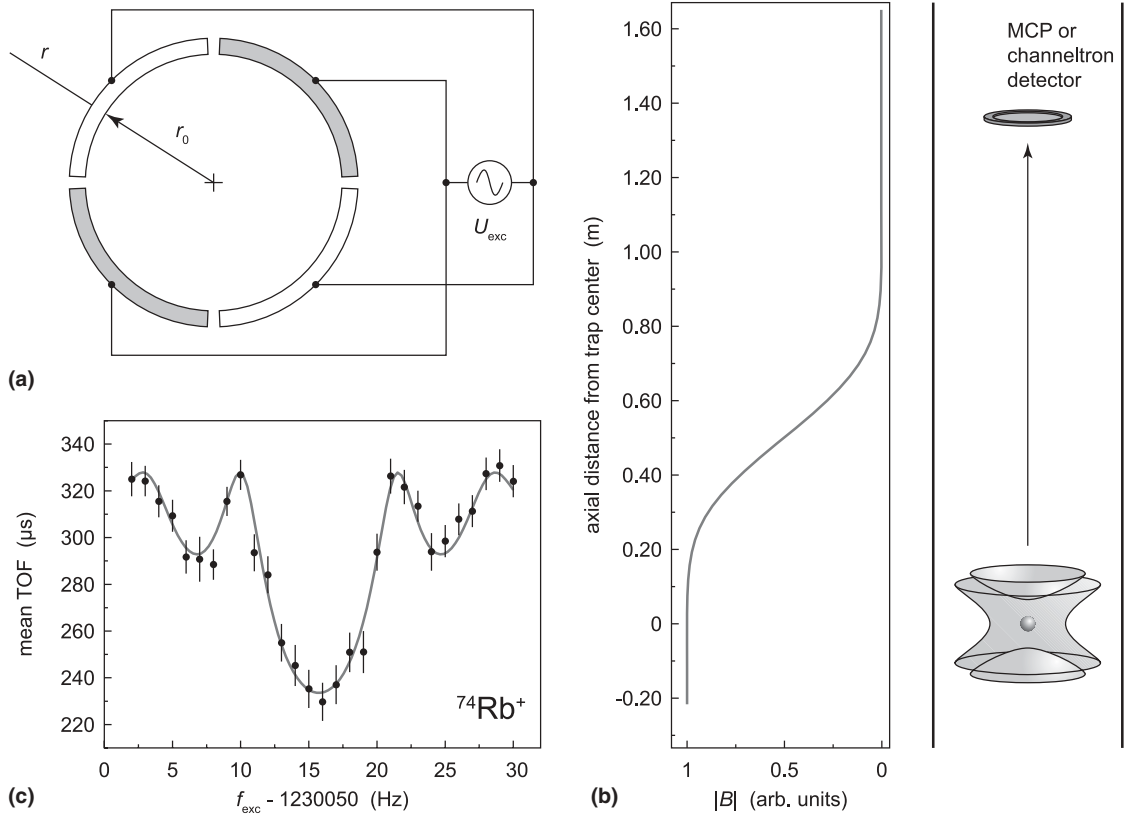 r
r0
Uexc
(a)
340
320
300
280
260
240
220
mean TOF (µs)
74Rb+
0
5
10
15
20
25
30
fexc - 1230050 (Hz)
(c)
1.60
1.40
1.20
1.00
0.80
0.60
0.40
0.20
0
-0.20
axial distance from trap center (m)
1
0.5
0
|B| (arb. units)
(b)
MCP or
channeltron
detector